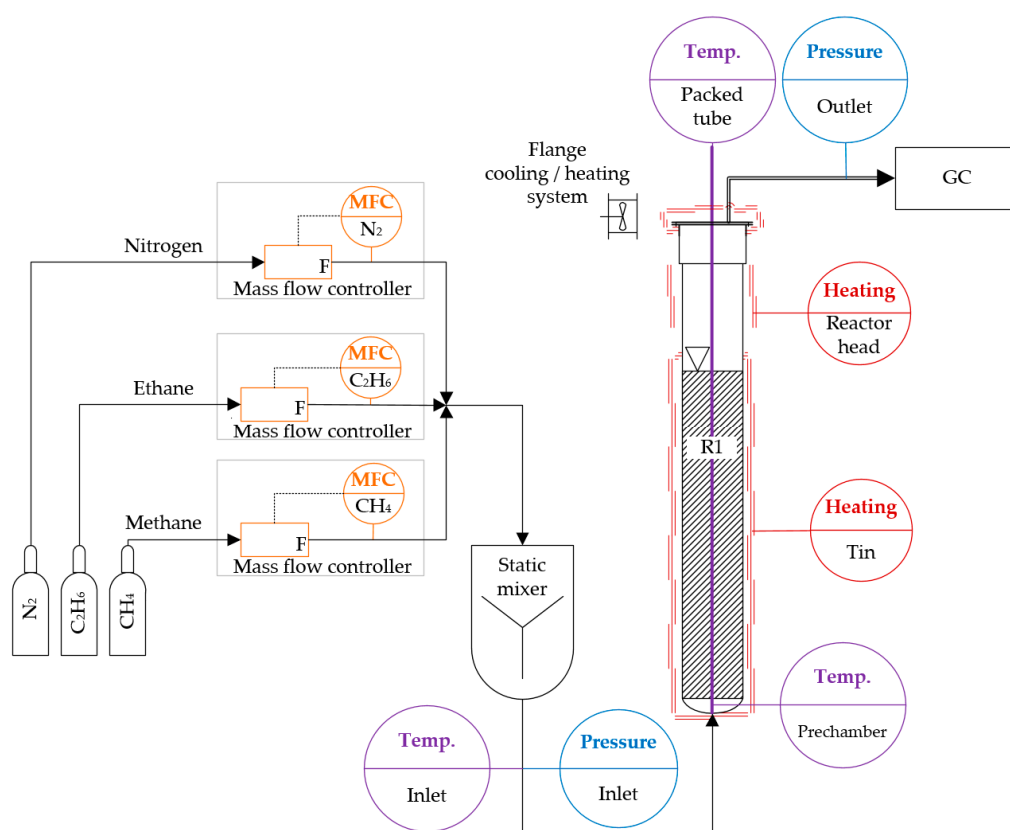 Temp.
Packed
tube
Pressure
Outlet
Flange
cooling / heating
system
GC
MFC
N₂
Nitrogen
F
Mass flow controller
Heating
Reactor
head
MFC
C₂H₆
Ethane
F
Mass flow controller
R1
MFC
CH₄
Methane
F
Mass flow controller
Heating
Tin
Static
mixer
N₂
C₂H₆
CH₄
Temp.
Prechamber
Temp.
Inlet
Pressure
Inlet